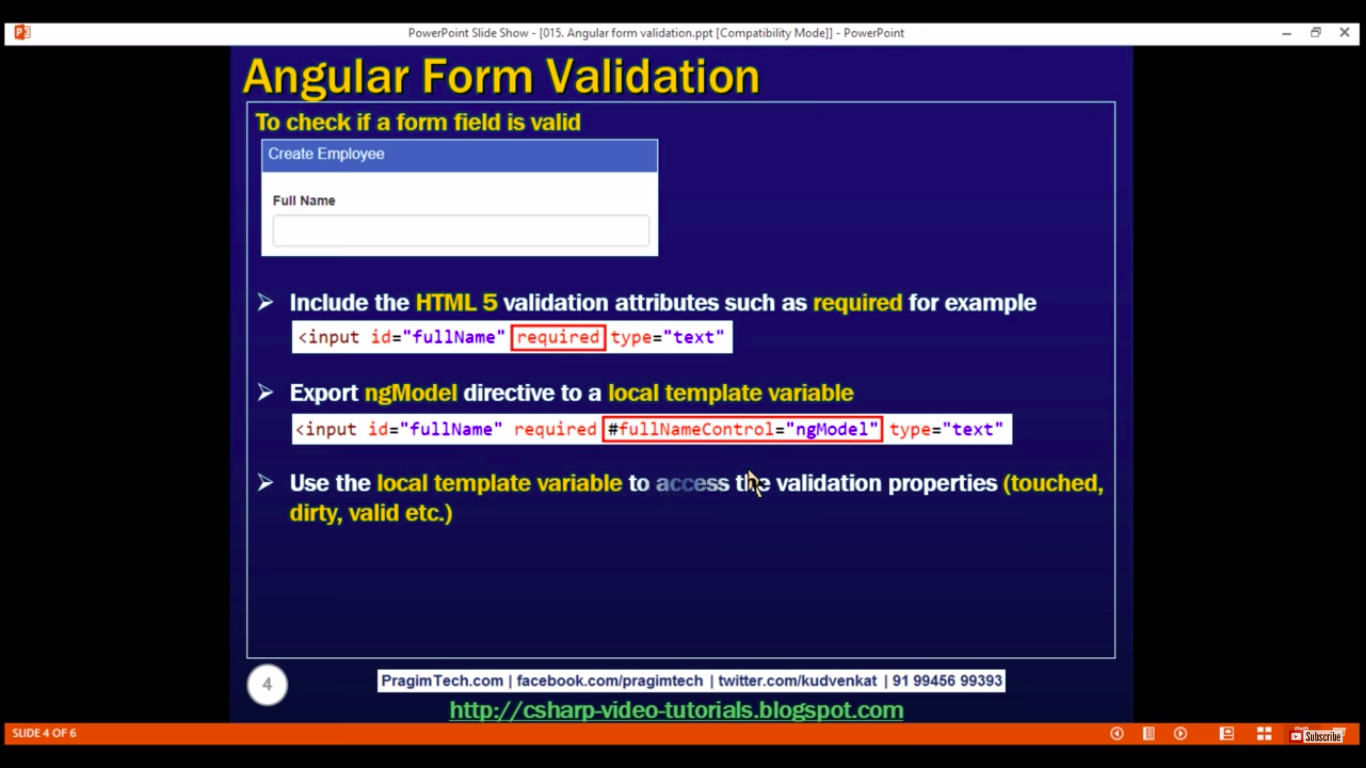 PowerPoint Slide Show - [015. Angular form validation.ppt [Compatibility Mode]] - PowerPoint
Angular Form Validation
To check if a form field is valid
Create Employee
Full Name
Include the HTML 5 validation attributes such as required for example
<input id="fullName" required type="text"
Export ngModel directive to a local template variable
<input id="fullName" required #fullNameControl="ngModel" type="text"
Use the local template variable to access the validation properties (touched,
dirty, valid etc.)
4
PragimTech.com | facebook.com/pragimtech | twitter.com/kudvenkat | 91 99456 99393
http://csharp-video-tutorials.blogspot.com
SLIDE 4 OF 6
Subscribe